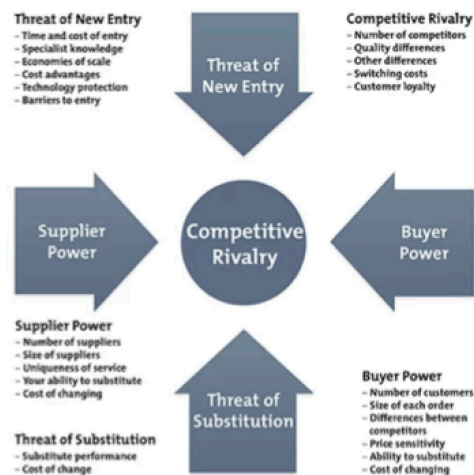 Threat of New Entry
– Time and cost of entry
– Specialist knowledge
– Economies of scale
– Cost advantages
– Technology protection
– Barriers to entry
Threat of
New Entry
Competitive Rivalry
– Number of competitors
– Quality differences
– Other differences
– Switching costs
– Customer loyalty
Supplier
Power
Competitive
Rivalry
Buyer
Power
Supplier Power
– Number of suppliers
– Size of suppliers
– Uniqueness of service
– Your ability to substitute
– Cost of changing
Threat of Substitution
– Substitute performance
– Cost of change
Threat of
Substitution
Buyer Power
– Number of customers
– Size of each order
– Differences between
competitors
– Price sensitivity
– Ability to substitute
– Cost of changing